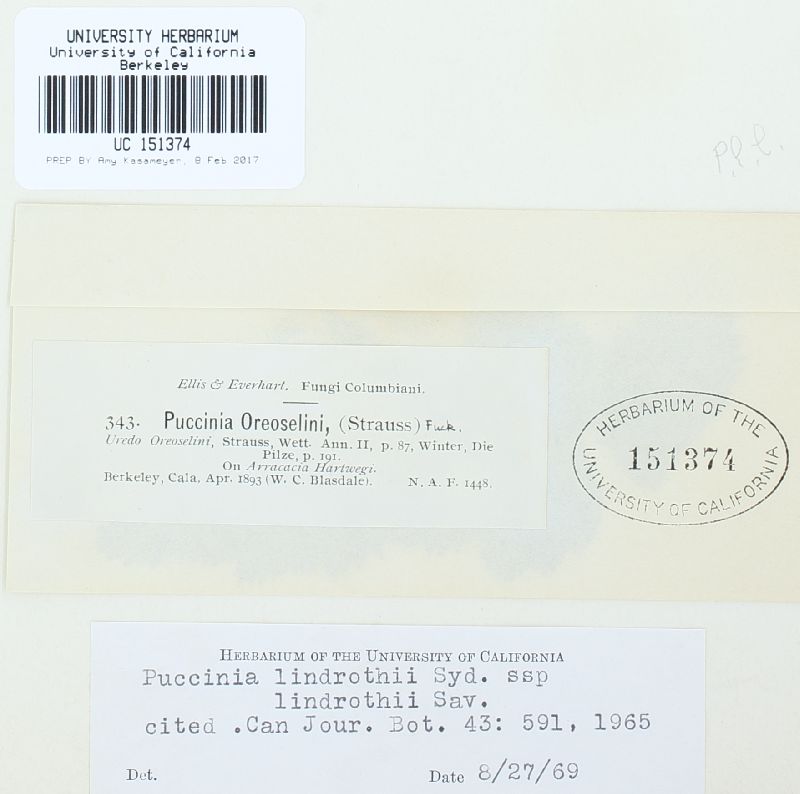 UNIVERSITY HERBARIUM
University of California
Berkeley
UC 151374
PREP BY Amy Kasameyer, 8 Feb 2017
P.l.l.
Ellis & Everhart. Fungi Columbiani.
343. Puccinia Oreoselini, (Strauss) Fuck.
Uredo Oreoselini, Strauss, Wett. Ann. II, p. 87, Winter, Die
Pilze, p. 191.
On Arracacia Hartwegi.
Berkeley, Cala, Apr. 1893 (W. C. Blasdale). N. A. F. 1448.
HERBARIUM OF THE
151374
UNIVERSITY OF CALIFORNIA
HERBARIUM OF THE UNIVERSITY OF CALIFORNIA
Puccinia lindrothii Syd. ssp
lindrothii Sav.
cited .Can Jour. Bot. 43: 591, 1965
Det. Date 8/27/69